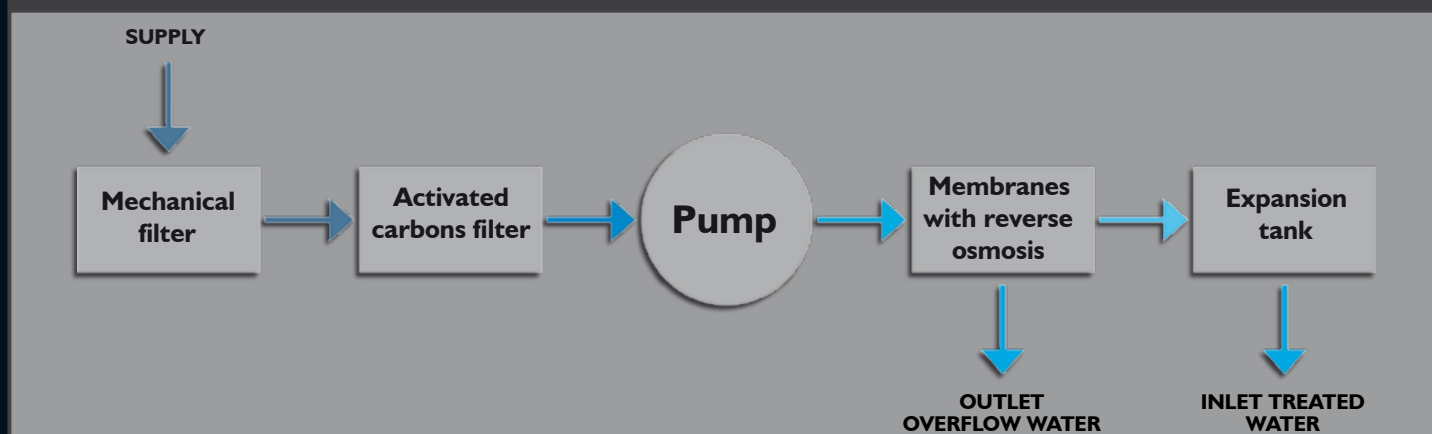 SUPPLY
Mechanical
filter
Activated
carbons filter
Pump
Membranes
with reverse
osmosis
Expansion
tank
OUTLET
OVERFLOW WATER
INLET TREATED
WATER